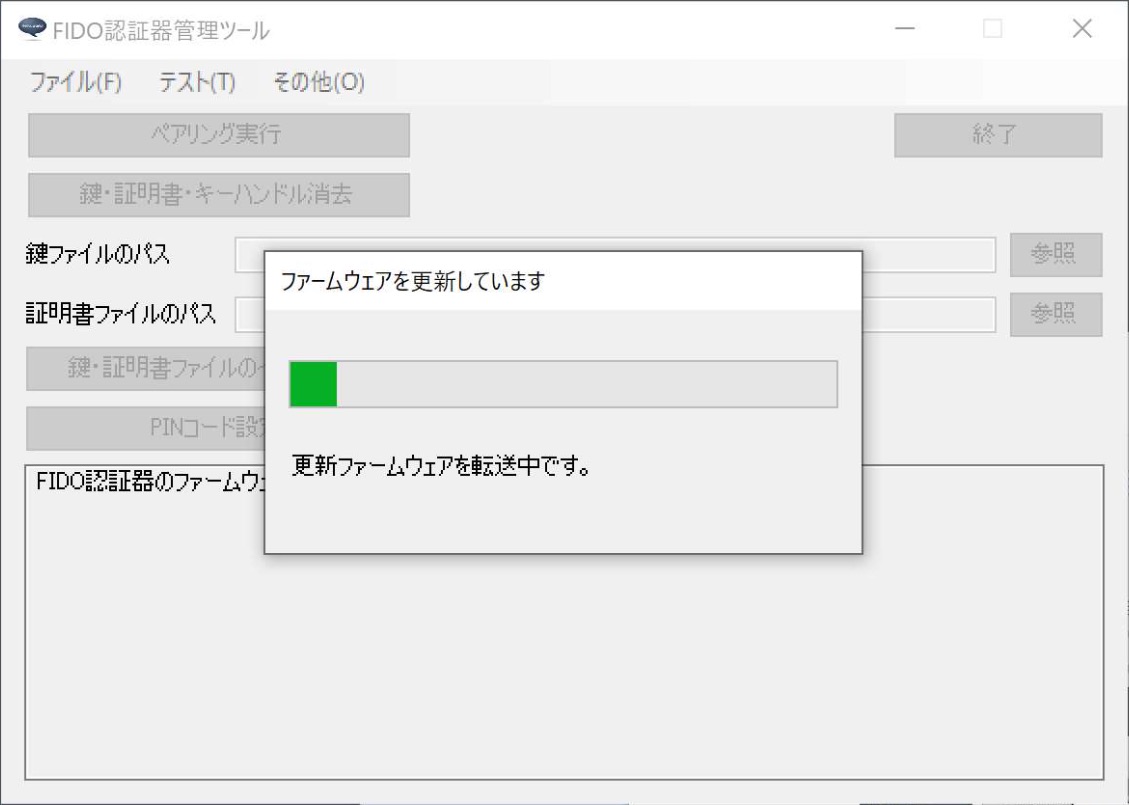 FIDO認証器管理ツール
ファイル(F) テスト(T) その他(O)
ペアリング実行 終了
鍵・証明書・キーハンドル消去
鍵ファイルのパス 参照
証明書ファイルのパス 参照
鍵・証明書ファイルの
PINコード設定
FIDO認証器のファームウェ
ファームウェアを更新しています
更新ファームウェアを転送中です。